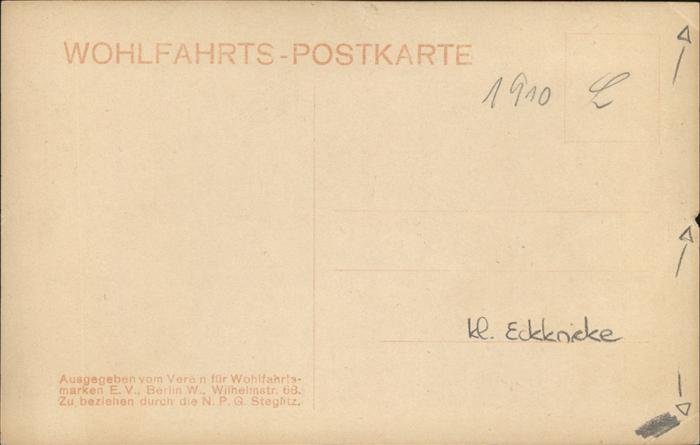 WOHLFAHRTS-POSTKARTE
1910 L
kl. Eckknicke
Ausgegeben vom Verein für Wohlfahrts-
marken E. V., Berlin W., Wilhelmstr. 68.
Zu beziehen durch die N. P. G. Steglitz.